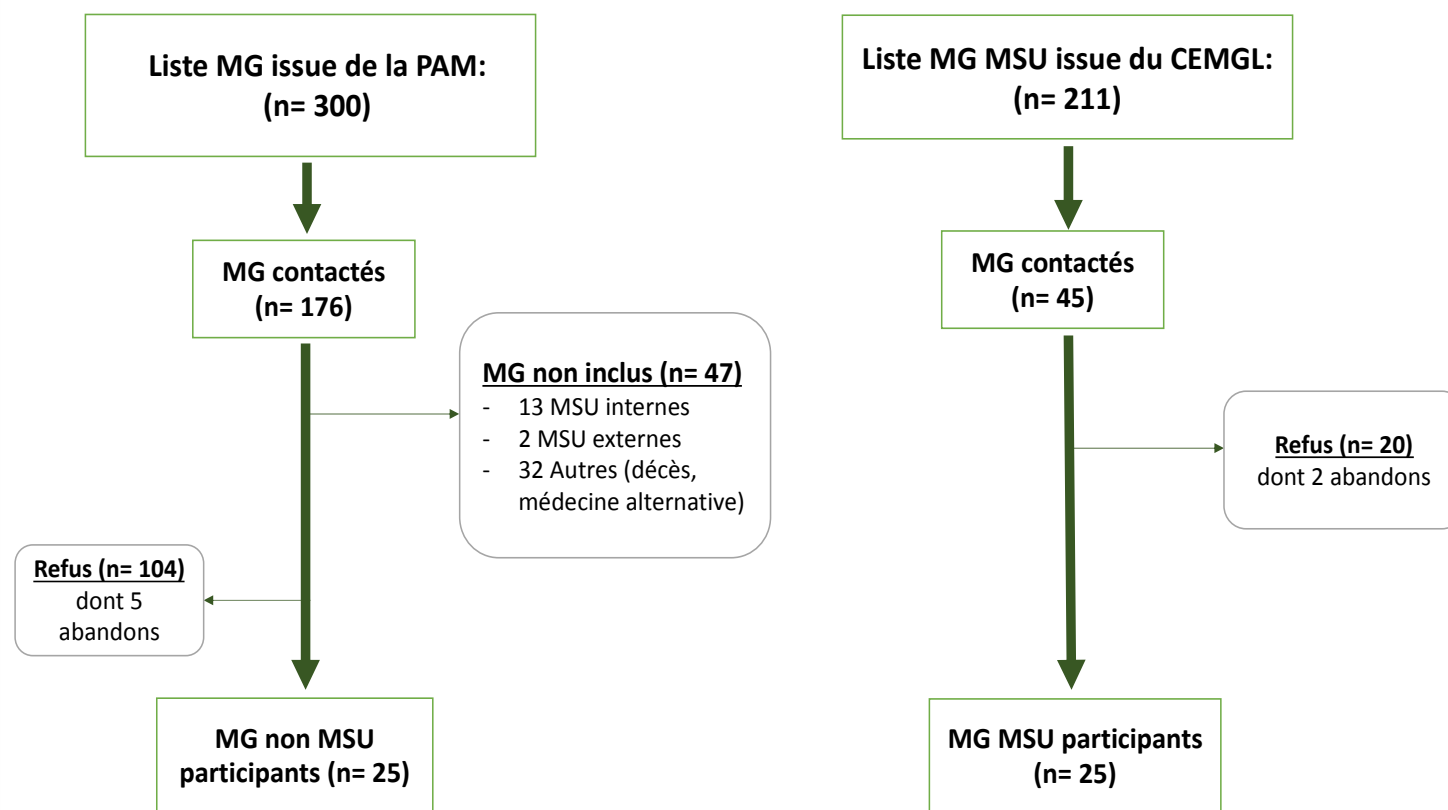 Liste MG issue de la PAM:
(n= 300)
MG contactés
(n= 176)
MG non inclus (n= 47)
- 13 MSU internes
- 2 MSU externes
- 32 Autres (décès,
médecine alternative)
Refus (n= 104)
dont 5
abandons
MG non MSU
participants (n= 25)
Liste MG MSU issue du CEMGL:
(n= 211)
MG contactés
(n= 45)
Refus (n= 20)
dont 2 abandons
MG MSU participants
(n= 25)